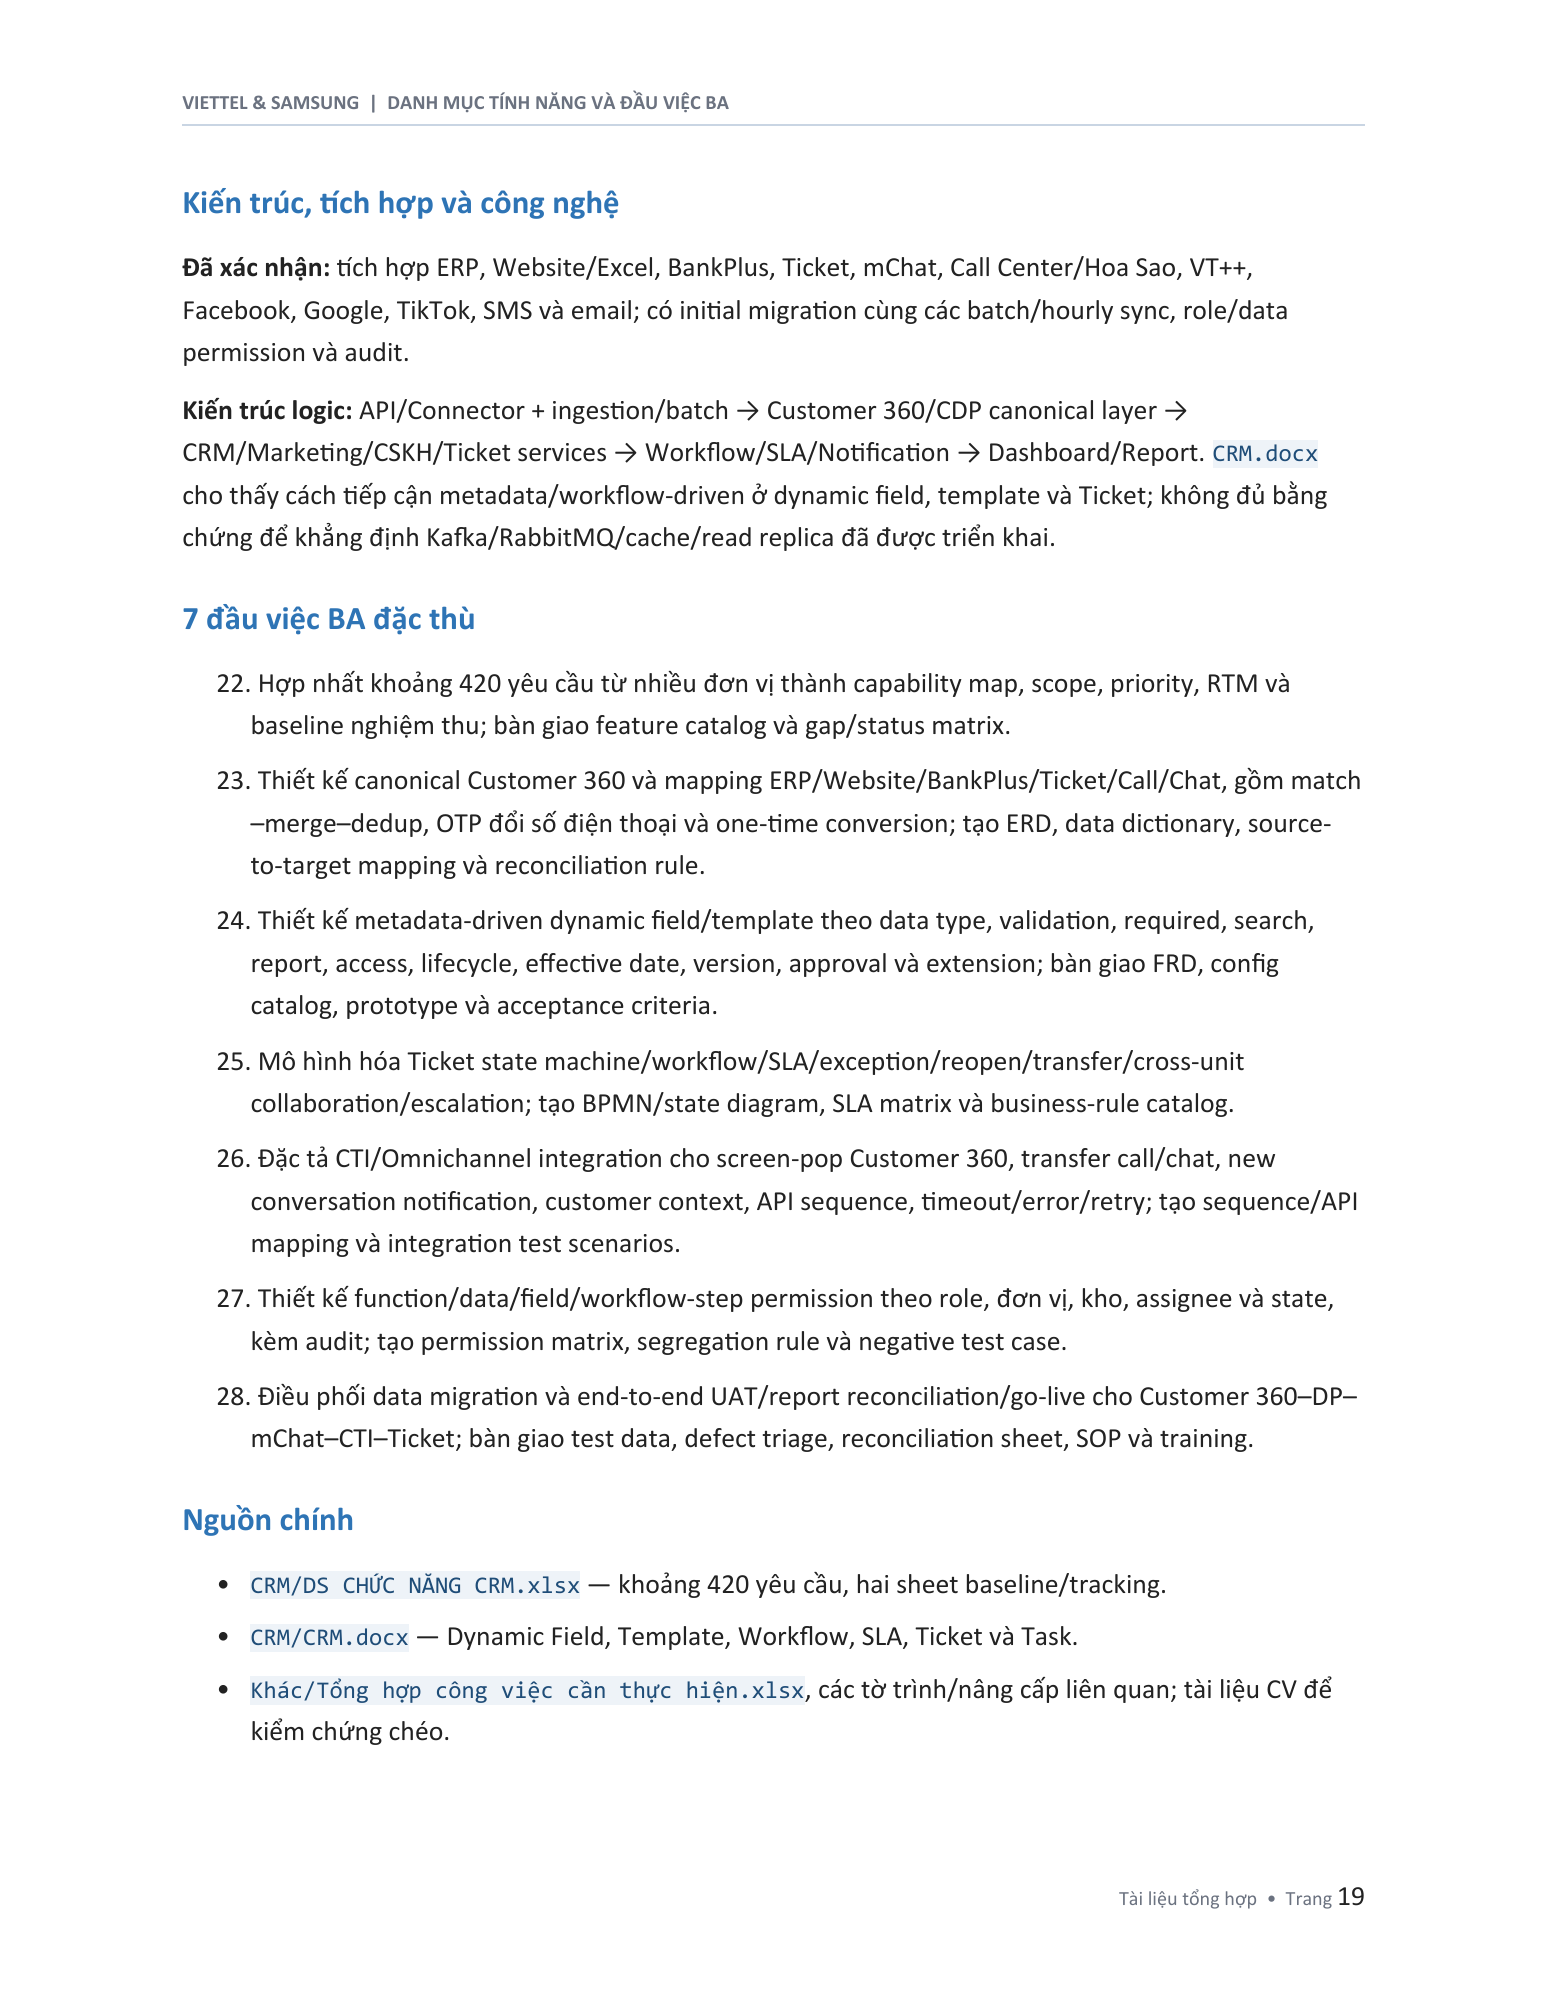 VIETTEL & SAMSUNG | DANH MỤC TÍNH NĂNG VÀ ĐẦU VIỆC BA
Kiến trúc, tích hợp và công nghệ
Đã xác nhận: tích hợp ERP, Website/Excel, BankPlus, Ticket, mChat, Call Center/Hoa Sao, VT++,
Facebook, Google, TikTok, SMS và email; có initial migration cùng các batch/hourly sync, role/data
permission và audit.
Kiến trúc logic: API/Connector + ingestion/batch → Customer 360/CDP canonical layer →
CRM/Marketing/CSKH/Ticket services → Workflow/SLA/Notification → Dashboard/Report. CRM.docx
cho thấy cách tiếp cận metadata/workflow-driven ở dynamic field, template và Ticket; không đủ bằng
chứng để khẳng định Kafka/RabbitMQ/cache/read replica đã được triển khai.
7 đầu việc BA đặc thù
22. Hợp nhất khoảng 420 yêu cầu từ nhiều đơn vị thành capability map, scope, priority, RTM và
baseline nghiệm thu; bàn giao feature catalog và gap/status matrix.
23. Thiết kế canonical Customer 360 và mapping ERP/Website/BankPlus/Ticket/Call/Chat, gồm match
–merge–dedup, OTP đổi số điện thoại và one-time conversion; tạo ERD, data dictionary, source-
to-target mapping và reconciliation rule.
24. Thiết kế metadata-driven dynamic field/template theo data type, validation, required, search,
report, access, lifecycle, effective date, version, approval và extension; bàn giao FRD, config
catalog, prototype và acceptance criteria.
25. Mô hình hóa Ticket state machine/workflow/SLA/exception/reopen/transfer/cross-unit
collaboration/escalation; tạo BPMN/state diagram, SLA matrix và business-rule catalog.
26. Đặc tả CTI/Omnichannel integration cho screen-pop Customer 360, transfer call/chat, new
conversation notification, customer context, API sequence, timeout/error/retry; tạo sequence/API
mapping và integration test scenarios.
27. Thiết kế function/data/field/workflow-step permission theo role, đơn vị, kho, assignee và state,
kèm audit; tạo permission matrix, segregation rule và negative test case.
28. Điều phối data migration và end-to-end UAT/report reconciliation/go-live cho Customer 360–DP–
mChat–CTI–Ticket; bàn giao test data, defect triage, reconciliation sheet, SOP và training.
Nguồn chính
• CRM/DS CHỨC NĂNG CRM.xlsx — khoảng 420 yêu cầu, hai sheet baseline/tracking.
• CRM/CRM.docx — Dynamic Field, Template, Workflow, SLA, Ticket và Task.
• Khác/Tổng hợp công việc cần thực hiện.xlsx, các tờ trình/nâng cấp liên quan; tài liệu CV để
kiểm chứng chéo.
Tài liệu tổng hợp • Trang 19